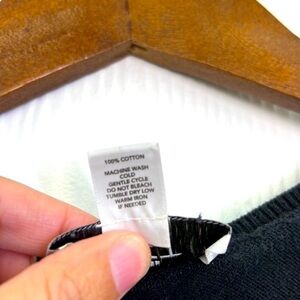 100% COTTON
MACHINE WASH
COLD
GENTLE CYCLE
DO NOT BLEACH
TUMBLE DRY LOW
WARM IRON
IF NEEDED